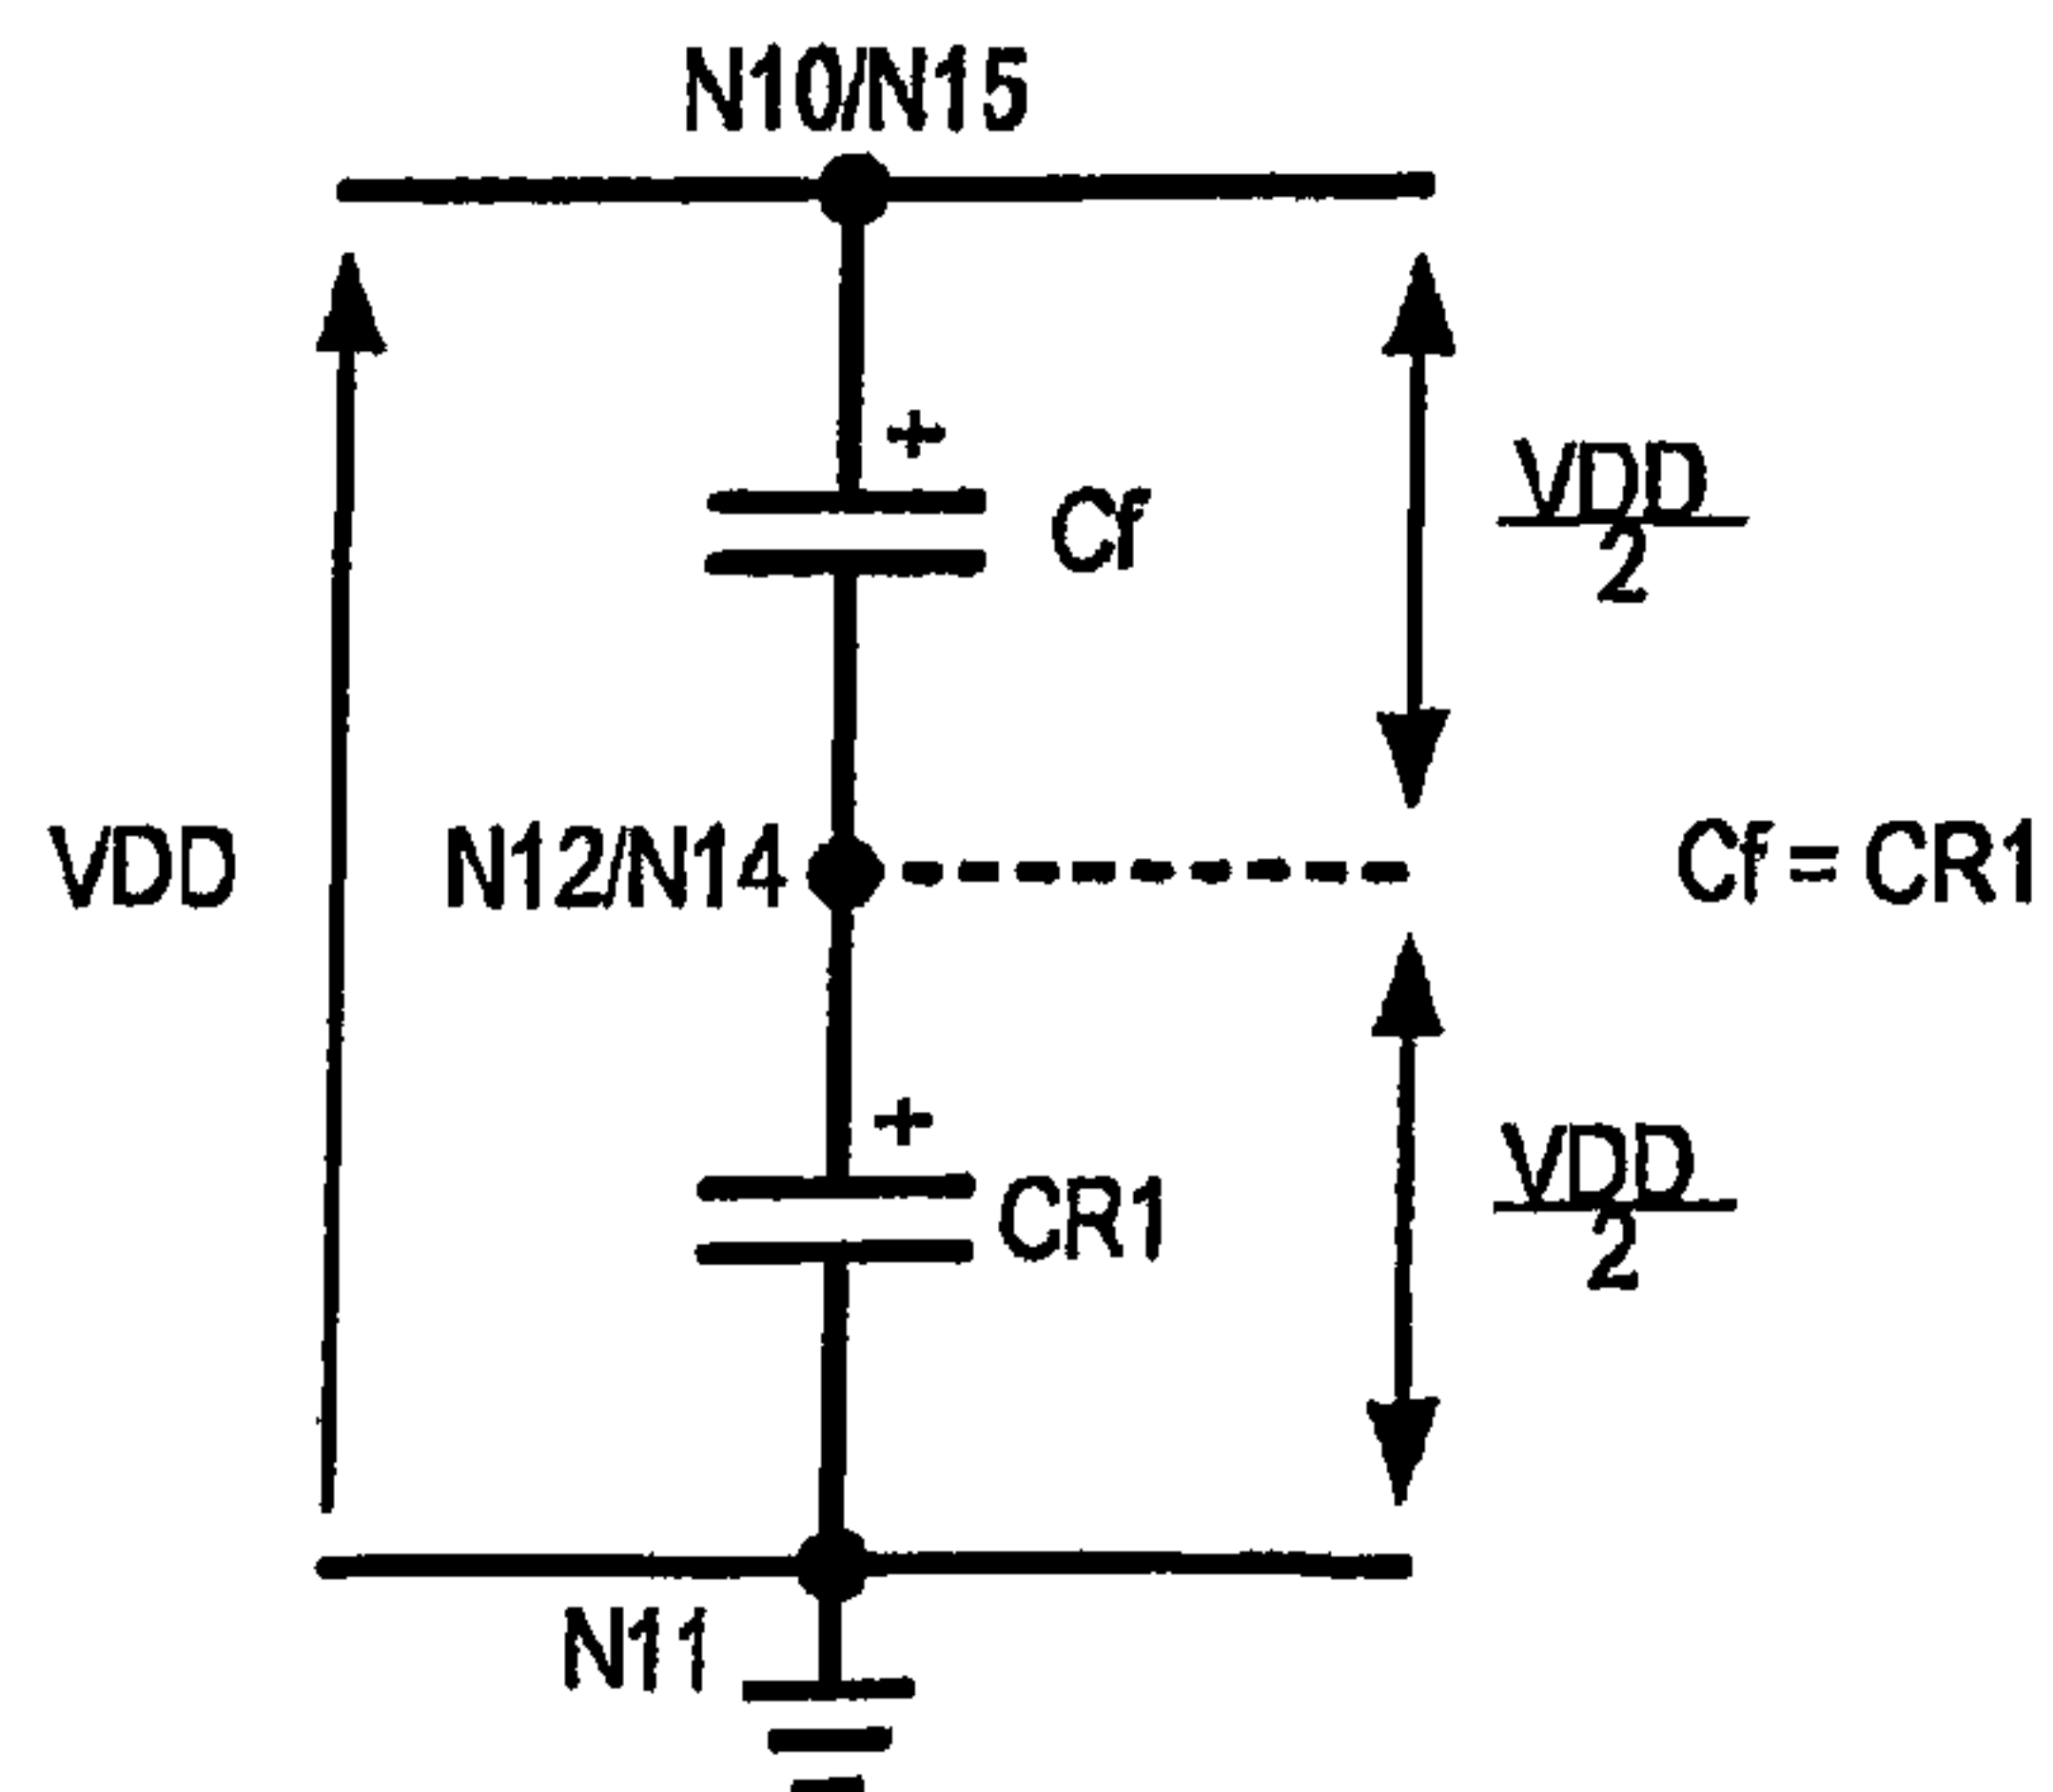 N10/N15
+
Cf
VDD
2
VDD
N12/N14
Cf = CR1
+
CR1
VDD
2
N11